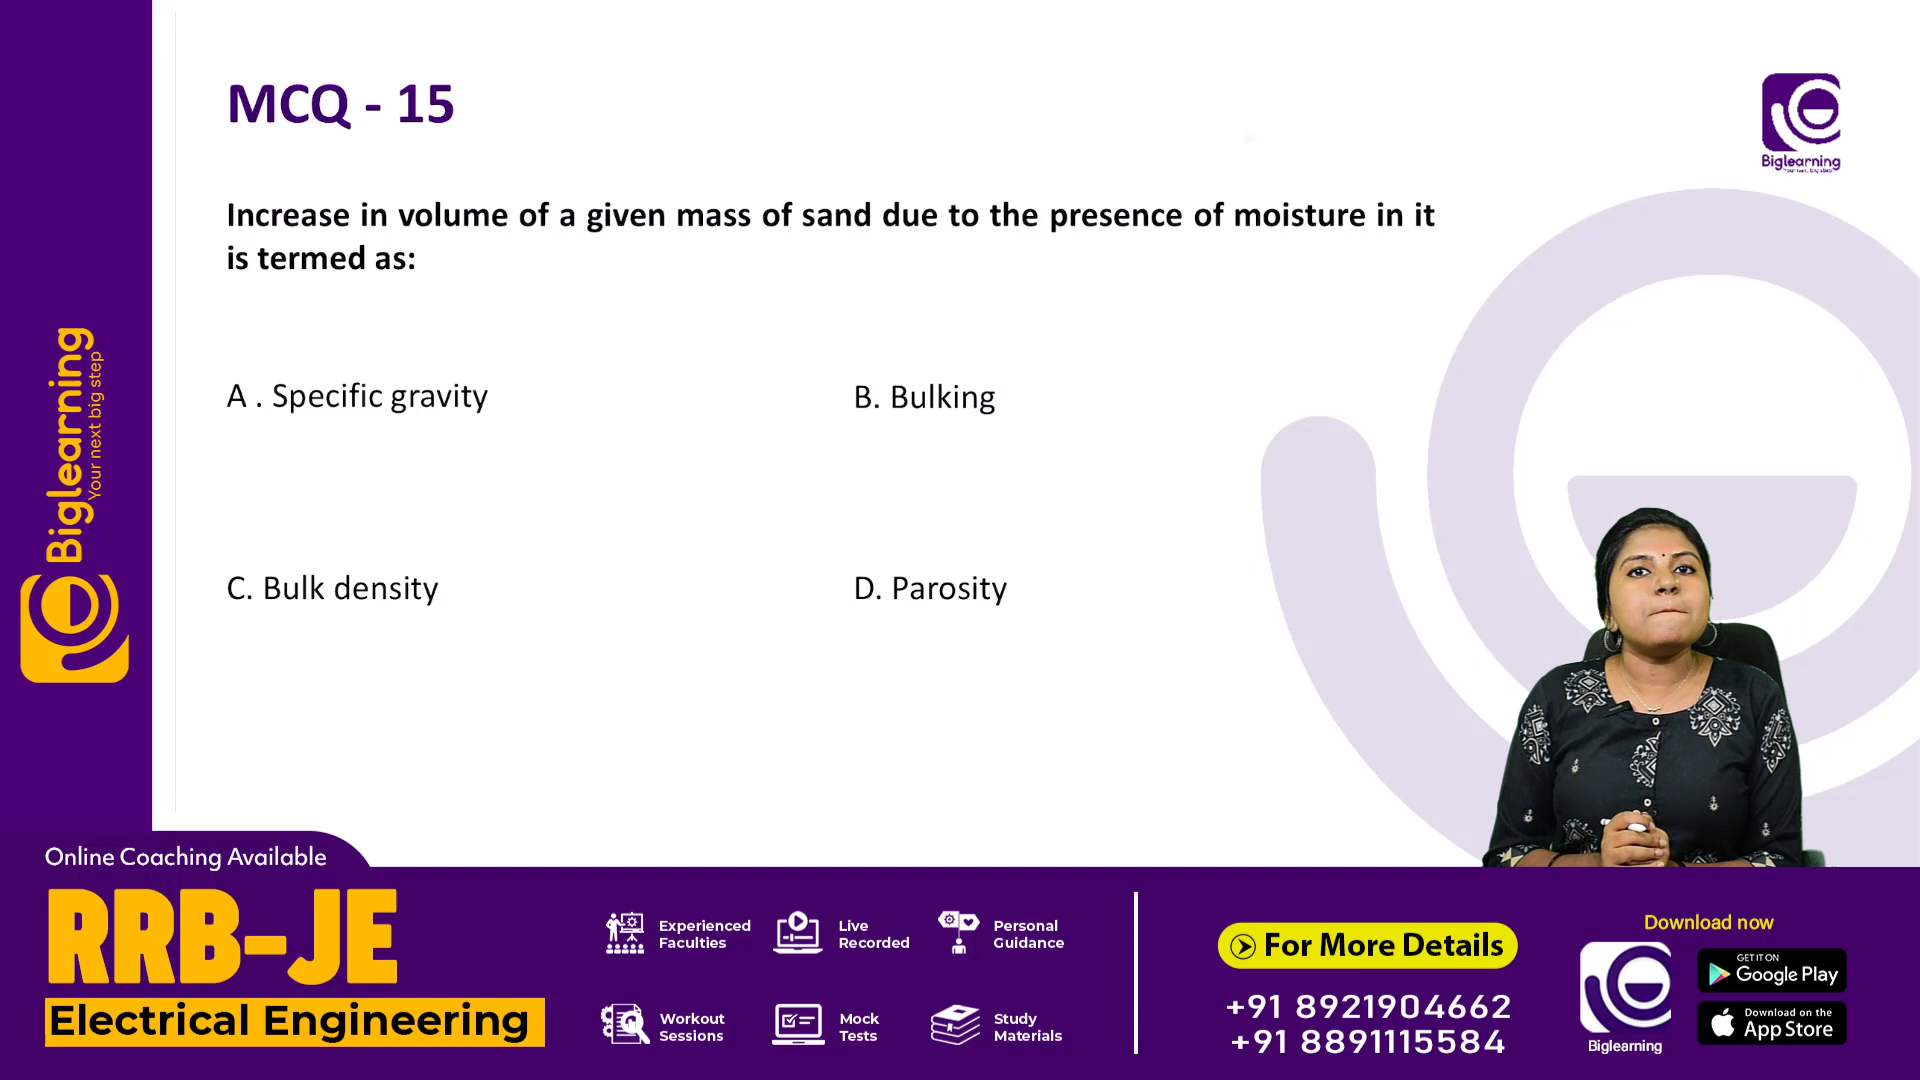 MCQ - 15
Biglearning
Increase in volume of a given mass of sand due to the presence of moisture in it
is termed as:
A . Specific gravity
B. Bulking
C. Bulk density
D. Parosity
Biglearning
Your next big step
Online Coaching Available
RRB-JE
Electrical Engineering
Experienced
Faculties
Live
Recorded
Personal
Guidance
Workout
Sessions
Mock
Tests
Study
Materials
For More Details
+91 8921904662
+91 8891115584
Download now
Biglearning
GET IT ON
Google Play
Download on the
App Store